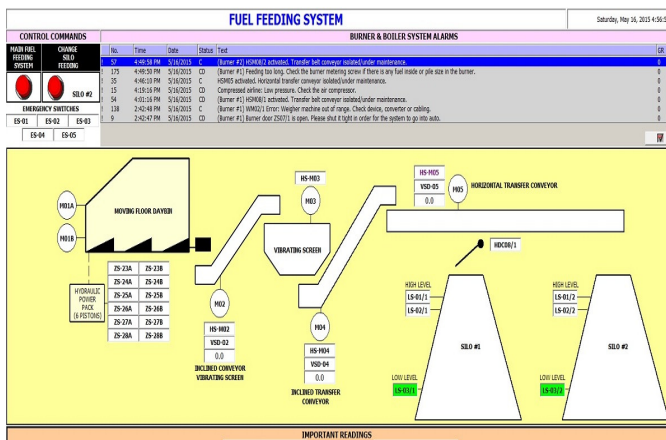 FUEL FEEDING SYSTEM
Saturday, May 16, 2015 4:56:5
CONTROL COMMANDS
BURNER & BOILER SYSTEM ALARMS
MAIN FUEL FEEDING SYSTEM
CHANGE SILO FEEDING
SILO #2
EMERGENCY SWITCHES
ES-01 ES-02 ES-03
ES-04 ES-05
No. Time Date Status Text GR
57 4:49:58 PM 5/16/2015 C (Burner #2) HSM08/2 activated. Transfer belt conveyor isolated/under maintenance. 0
175 4:49:50 PM 5/16/2015 CD (Burner #1) Feeding too long. Check the burner metering screw if there is any fuel inside or pile size in the burner. 0
35 4:46:10 PM 5/16/2015 C HSM05 activated. Horizontal transfer conveyor isolated/under maintenance. 0
15 4:19:16 PM 5/16/2015 CD Compressed airline: Low pressure. Check the air compressor. 0
54 4:01:16 PM 5/16/2015 CD (Burner #1) HSM08/1 activated. Transfer belt conveyor isolated/under maintenance. 0
138 2:42:48 PM 5/16/2015 C (Burner #1) WM02/1 Error: Weigher machine out of range. Check device, converter or cabling. 0
9 2:42:47 PM 5/16/2015 CD (Burner #1) Burner door ZS07/1 is open. Please shut it tight in order for the system to go into auto. 0
M01A
M01B
MOVING FLOOR DAYBIN
HYDRAULIC
POWER
PACK
(6 PISTONS)
ZS-23A ZS-23B
ZS-24A ZS-24B
ZS-25A ZS-25B
ZS-26A ZS-26B
ZS-27A ZS-27B
ZS-28A ZS-28B
M02
HS-M02
VSD-02
0.0
INCLINED CONVEYOR
VIBRATING SCREEN
HS-M03
M03
VIBRATING SCREEN
M04
HS-M04
VSD-04
0.0
INCLINED TRANSFER
CONVEYOR
HS-M05
VSD-05
0.0
M05
HORIZONTAL TRANSFER CONVEYOR
HDC08/1
HIGH LEVEL
LS-01/1
LS-02/1
SILO #1
LOW LEVEL
LS-03/1
HIGH LEVEL
LS-01/2
LS-02/2
SILO #2
LOW LEVEL
LS-03/2
IMPORTANT READINGS